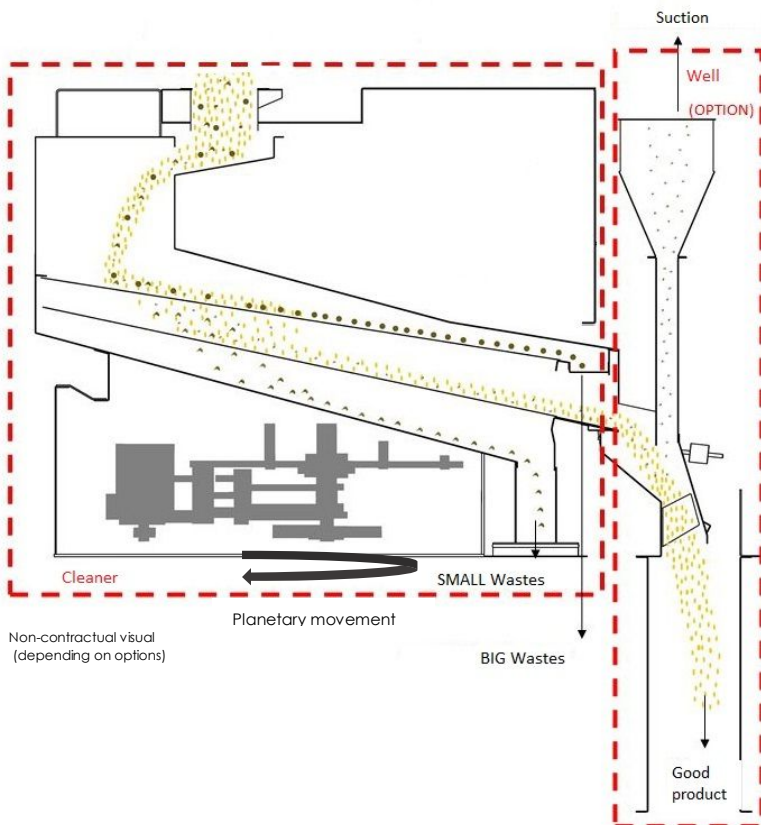 Suction
Well
(OPTION)
Cleaner
SMALL Wastes
Planetary movement
Non-contractual visual
(depending on options)
BIG Wastes
Good
product